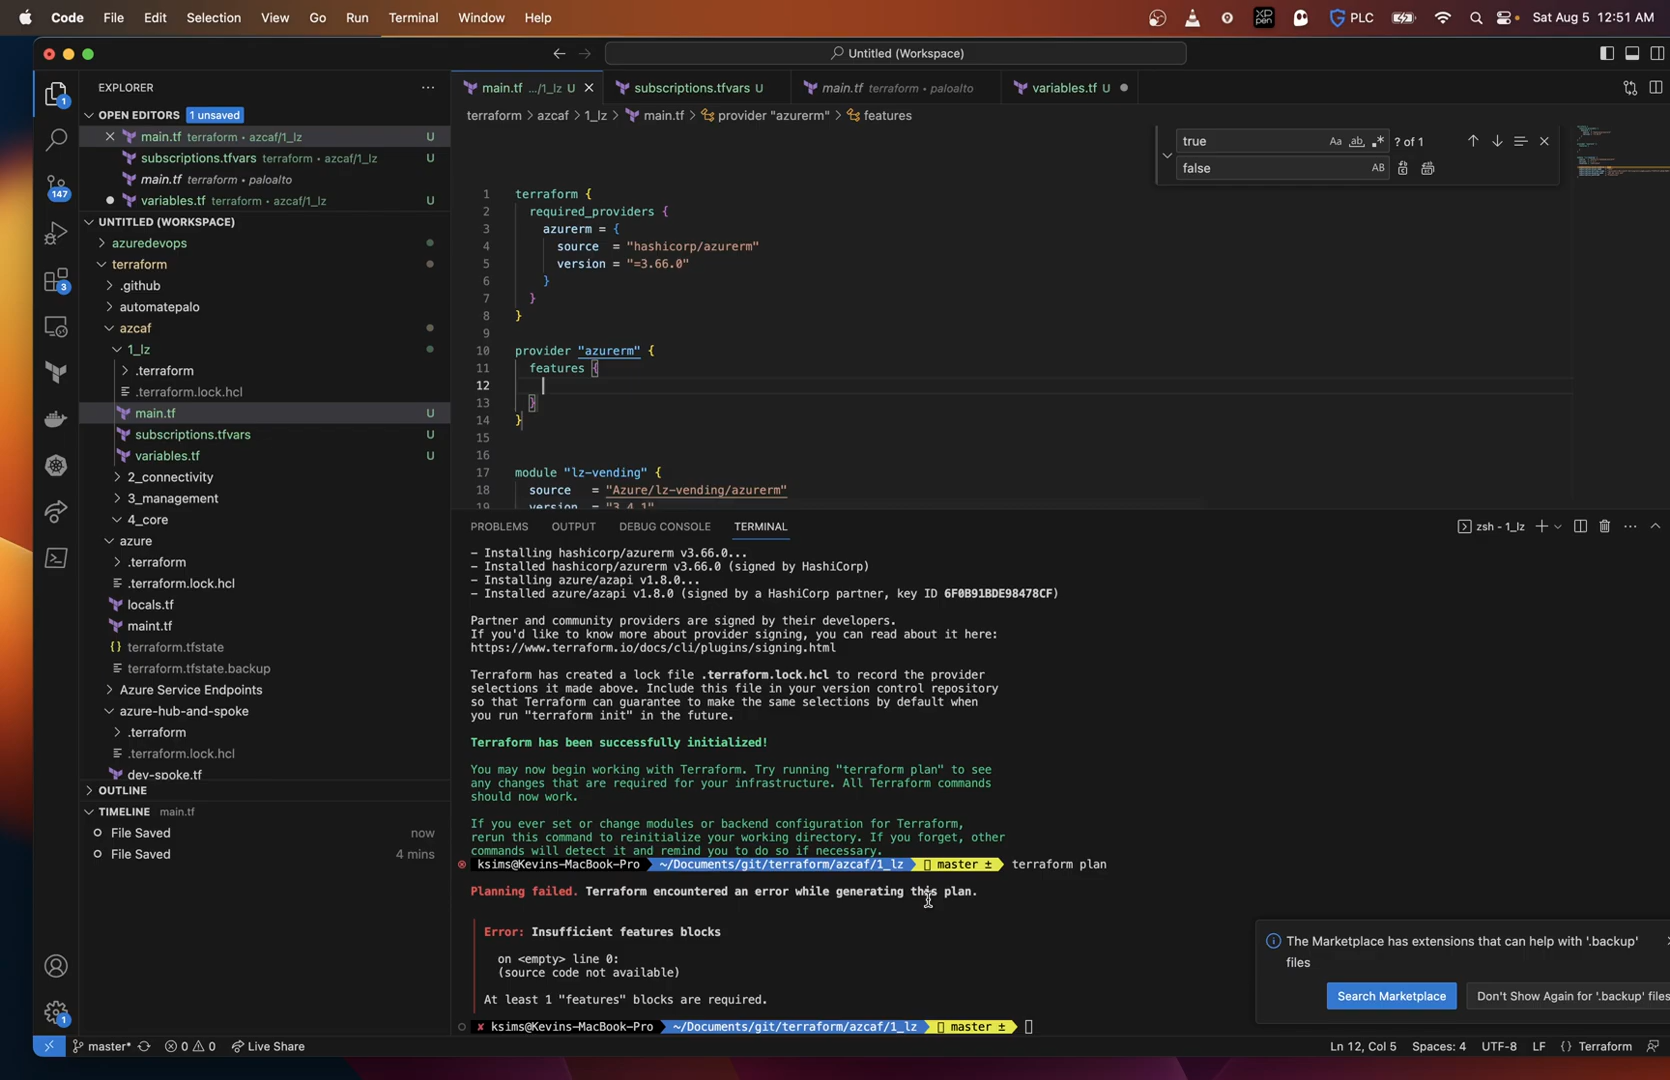 Code File Edit Selection View Go Run Terminal Window Help
PLC Sat Aug 5 12:51 AM
Untitled (Workspace)
EXPLORER
OPEN EDITORS 1 unsaved
main.tf terraform • azcaf/1_lz U
subscriptions.tfvars terraform • azcaf/1_lz U
main.tf terraform • paloalto
variables.tf terraform • azcaf/1_lz U
UNTITLED (WORKSPACE)
azuredevops
terraform
.github
automatepalo
azcaf
1_lz
.terraform
.terraform.lock.hcl
main.tf U
subscriptions.tfvars U
variables.tf U
2_connectivity
3_management
4_core
azure
.terraform
.terraform.lock.hcl
locals.tf
maint.tf
terraform.tfstate
terraform.tfstate.backup
Azure Service Endpoints
azure-hub-and-spoke
.terraform
.terraform.lock.hcl
dev-spoke.tf
OUTLINE
TIMELINE main.tf
File Saved now
File Saved 4 mins
1
147
3
1
main.tf .../1_lz U
subscriptions.tfvars U
main.tf terraform • paloalto
variables.tf U
terraform > azcaf > 1_lz > main.tf > provider "azurerm" > features
true Aa ab ? of 1
false AB
1 terraform {
2 required_providers {
3 azurerm = {
4 source = "hashicorp/azurerm"
5 version = "=3.66.0"
6 }
7 }
8 }
9
10 provider "azurerm" {
11 features {
12
13 }
14 }
15
16
17 module "lz-vending" {
18 source = "Azure/lz-vending/azurerm"
19 version = "3.4.1"
PROBLEMS OUTPUT DEBUG CONSOLE TERMINAL
zsh - 1_lz
- Installing hashicorp/azurerm v3.66.0...
- Installed hashicorp/azurerm v3.66.0 (signed by HashiCorp)
- Installing azure/azapi v1.8.0...
- Installed azure/azapi v1.8.0 (signed by a HashiCorp partner, key ID 6F0B91BDE98478CF)
Partner and community providers are signed by their developers.
If you'd like to know more about provider signing, you can read about it here:
https://www.terraform.io/docs/cli/plugins/signing.html
Terraform has created a lock file .terraform.lock.hcl to record the provider
selections it made above. Include this file in your version control repository
so that Terraform can guarantee to make the same selections by default when
you run "terraform init" in the future.
Terraform has been successfully initialized!
You may now begin working with Terraform. Try running "terraform plan" to see
any changes that are required for your infrastructure. All Terraform commands
should now work.
If you ever set or change modules or backend configuration for Terraform,
rerun this command to reinitialize your working directory. If you forget, other
commands will detect it and remind you to do so if necessary.
ksims@Kevins-MacBook-Pro ~/Documents/git/terraform/azcaf/1_lz master ± terraform plan
Planning failed. Terraform encountered an error while generating this plan.
Error: Insufficient features blocks
on <empty> line 0:
(source code not available)
At least 1 "features" blocks are required.
✘ ksims@Kevins-MacBook-Pro ~/Documents/git/terraform/azcaf/1_lz master ±
The Marketplace has extensions that can help with '.backup'
files
Search Marketplace
Don't Show Again for '.backup' files
master* 0 0 Live Share
Ln 12, Col 5 Spaces: 4 UTF-8 LF {} Terraform